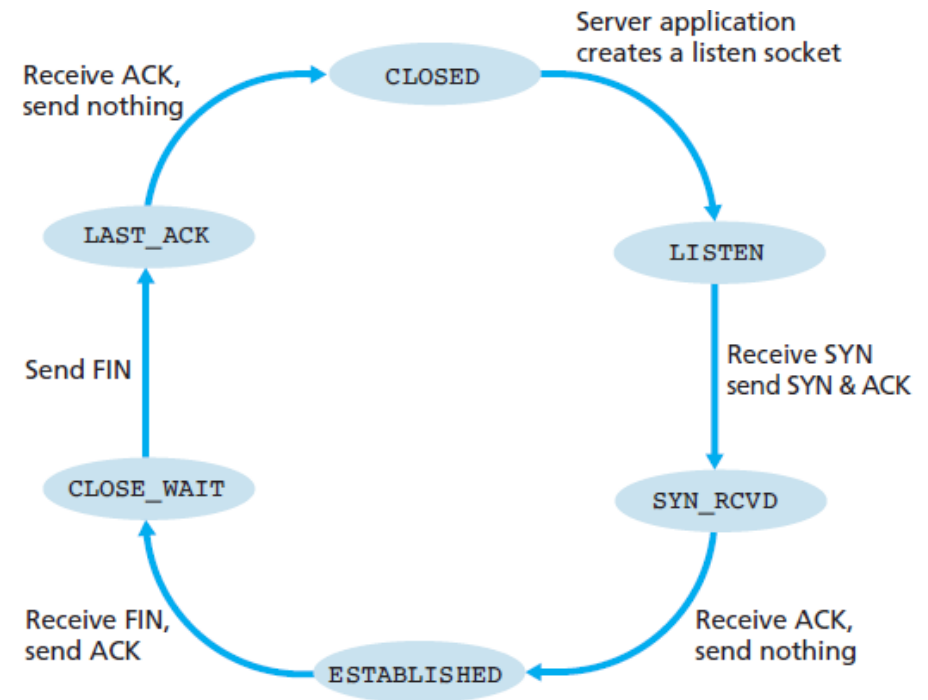 Server application
creates a listen socket
Receive ACK,
send nothing
CLOSED
LAST_ACK
LISTEN
Receive SYN
send SYN & ACK
Send FIN
CLOSE_WAIT
SYN_RCVD
Receive FIN,
send ACK
Receive ACK,
send nothing
ESTABLISHED